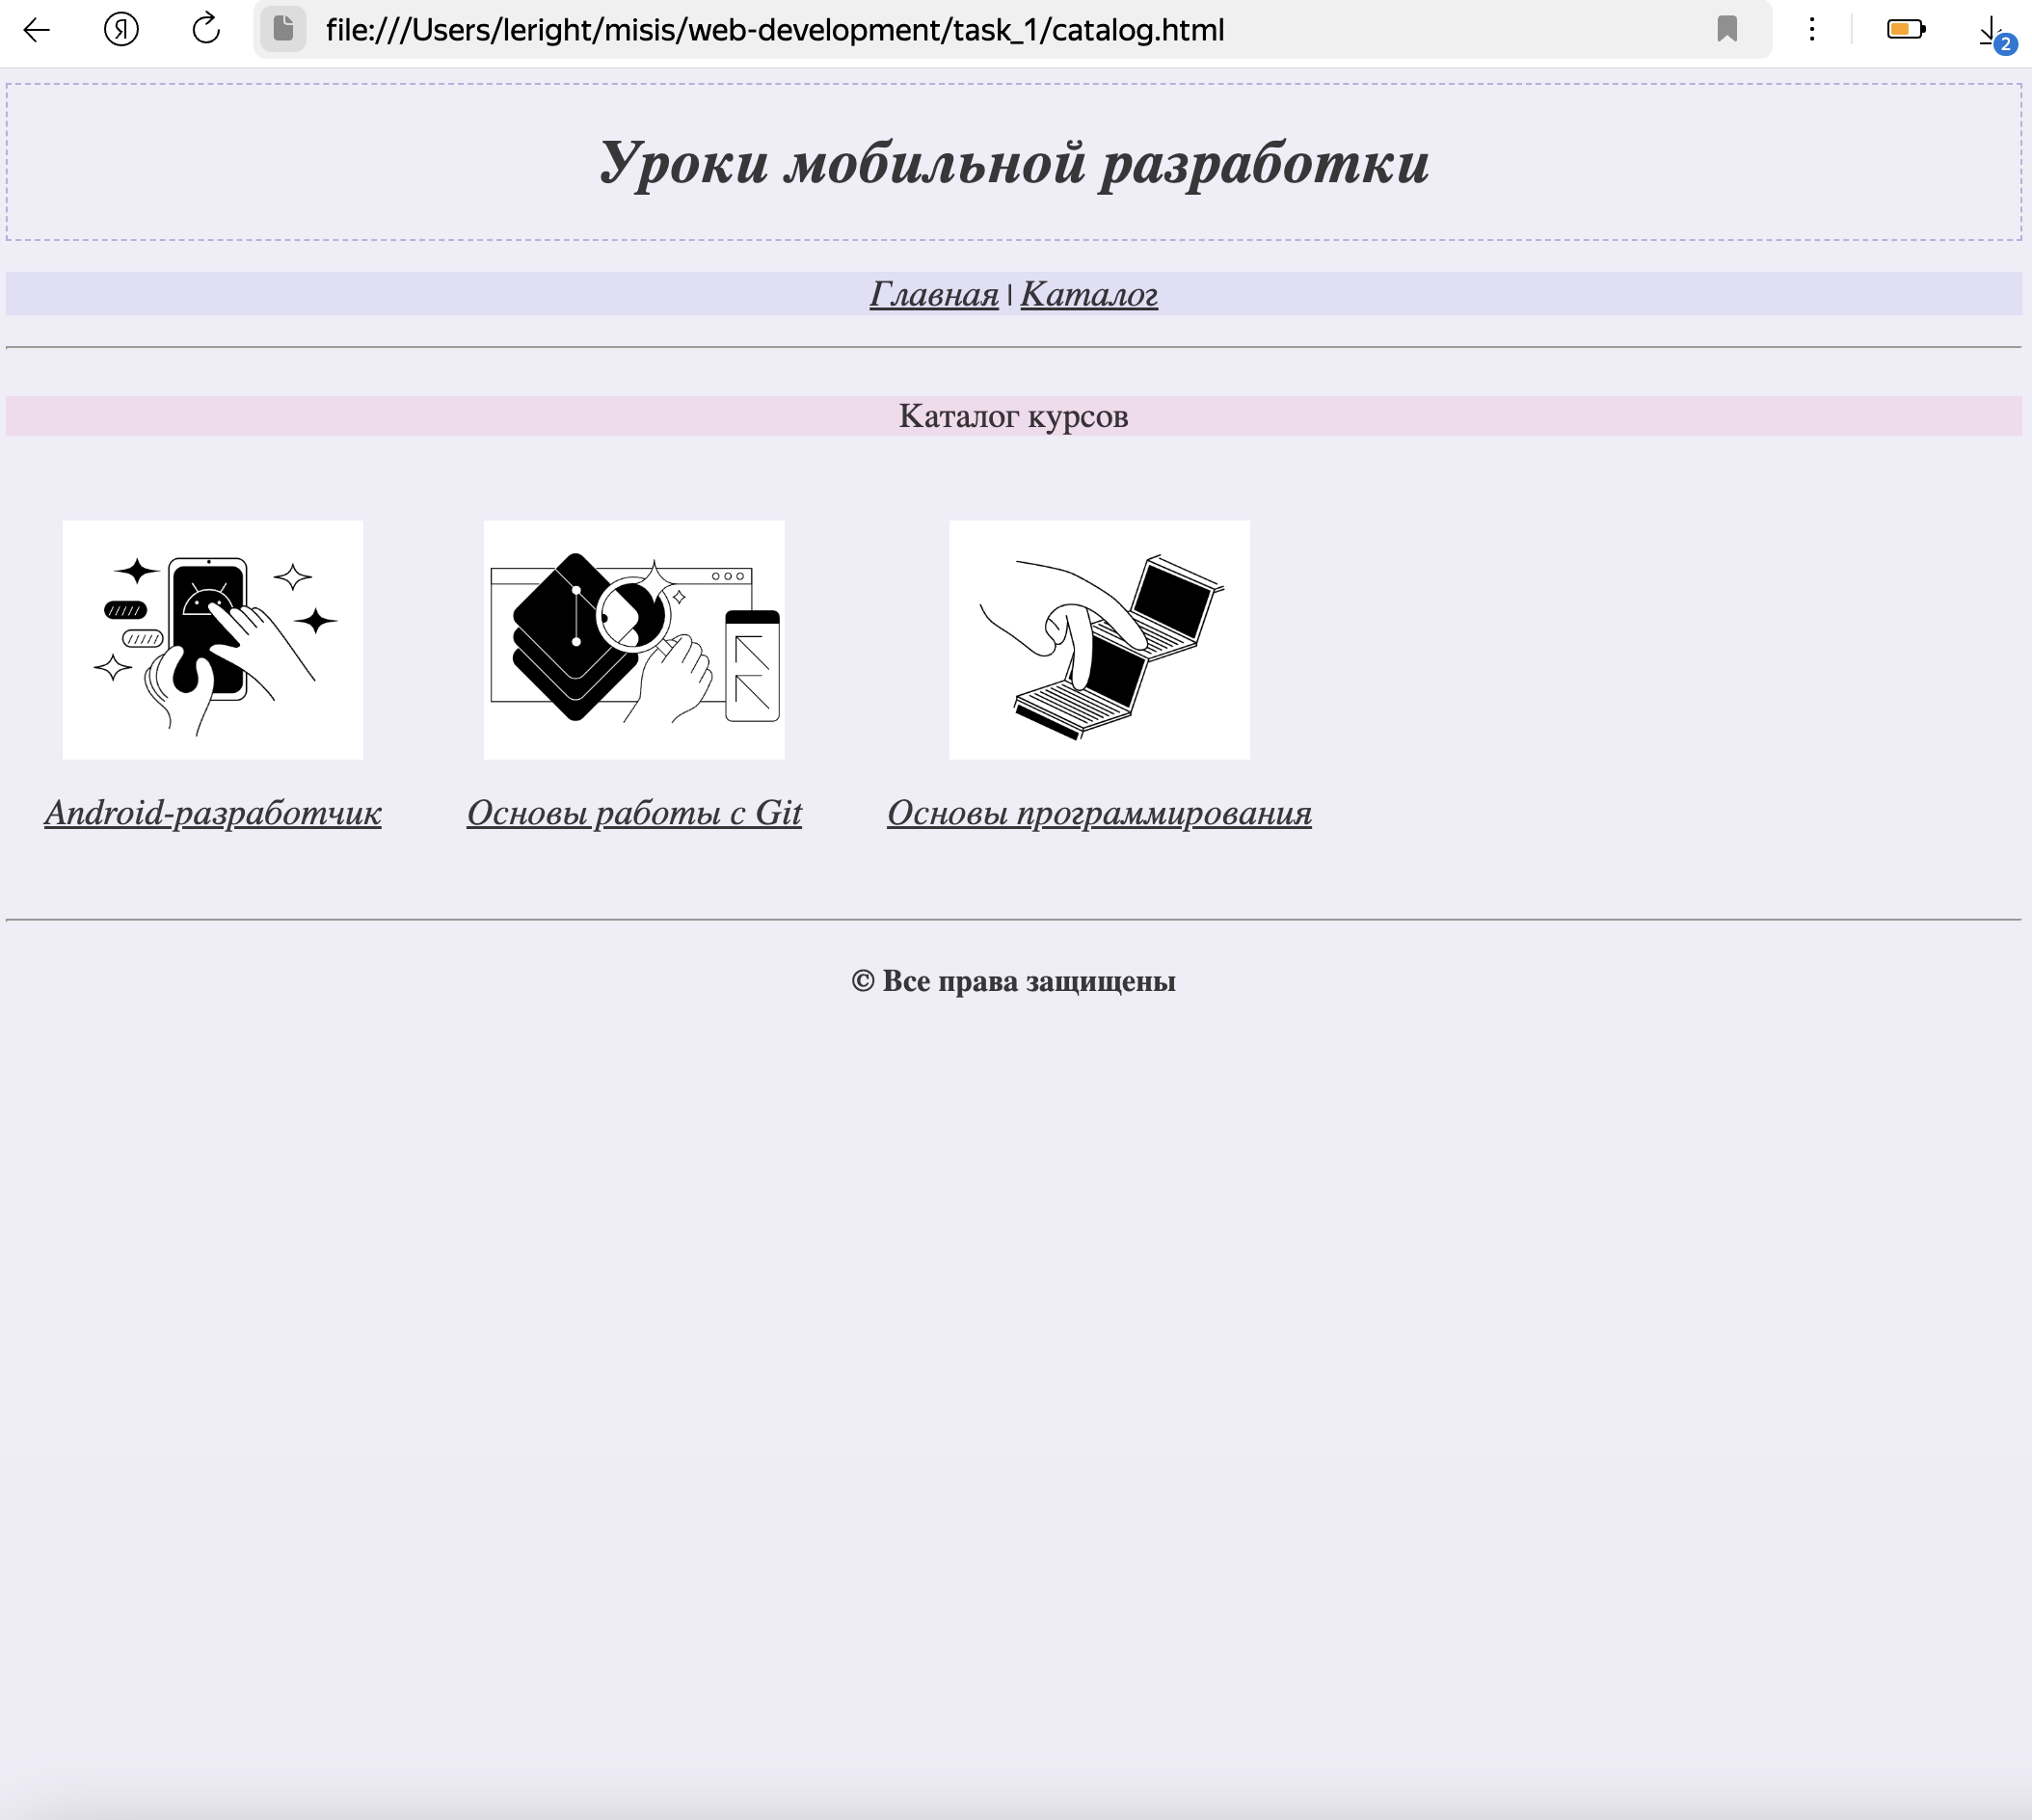 Я
file:///Users/leright/misis/web-development/task_1/catalog.html
2
Уроки мобильной разработки
Главная | Каталог
Каталог курсов
Android-разработчик
Основы работы с Git
Основы программирования
© Все права защищены